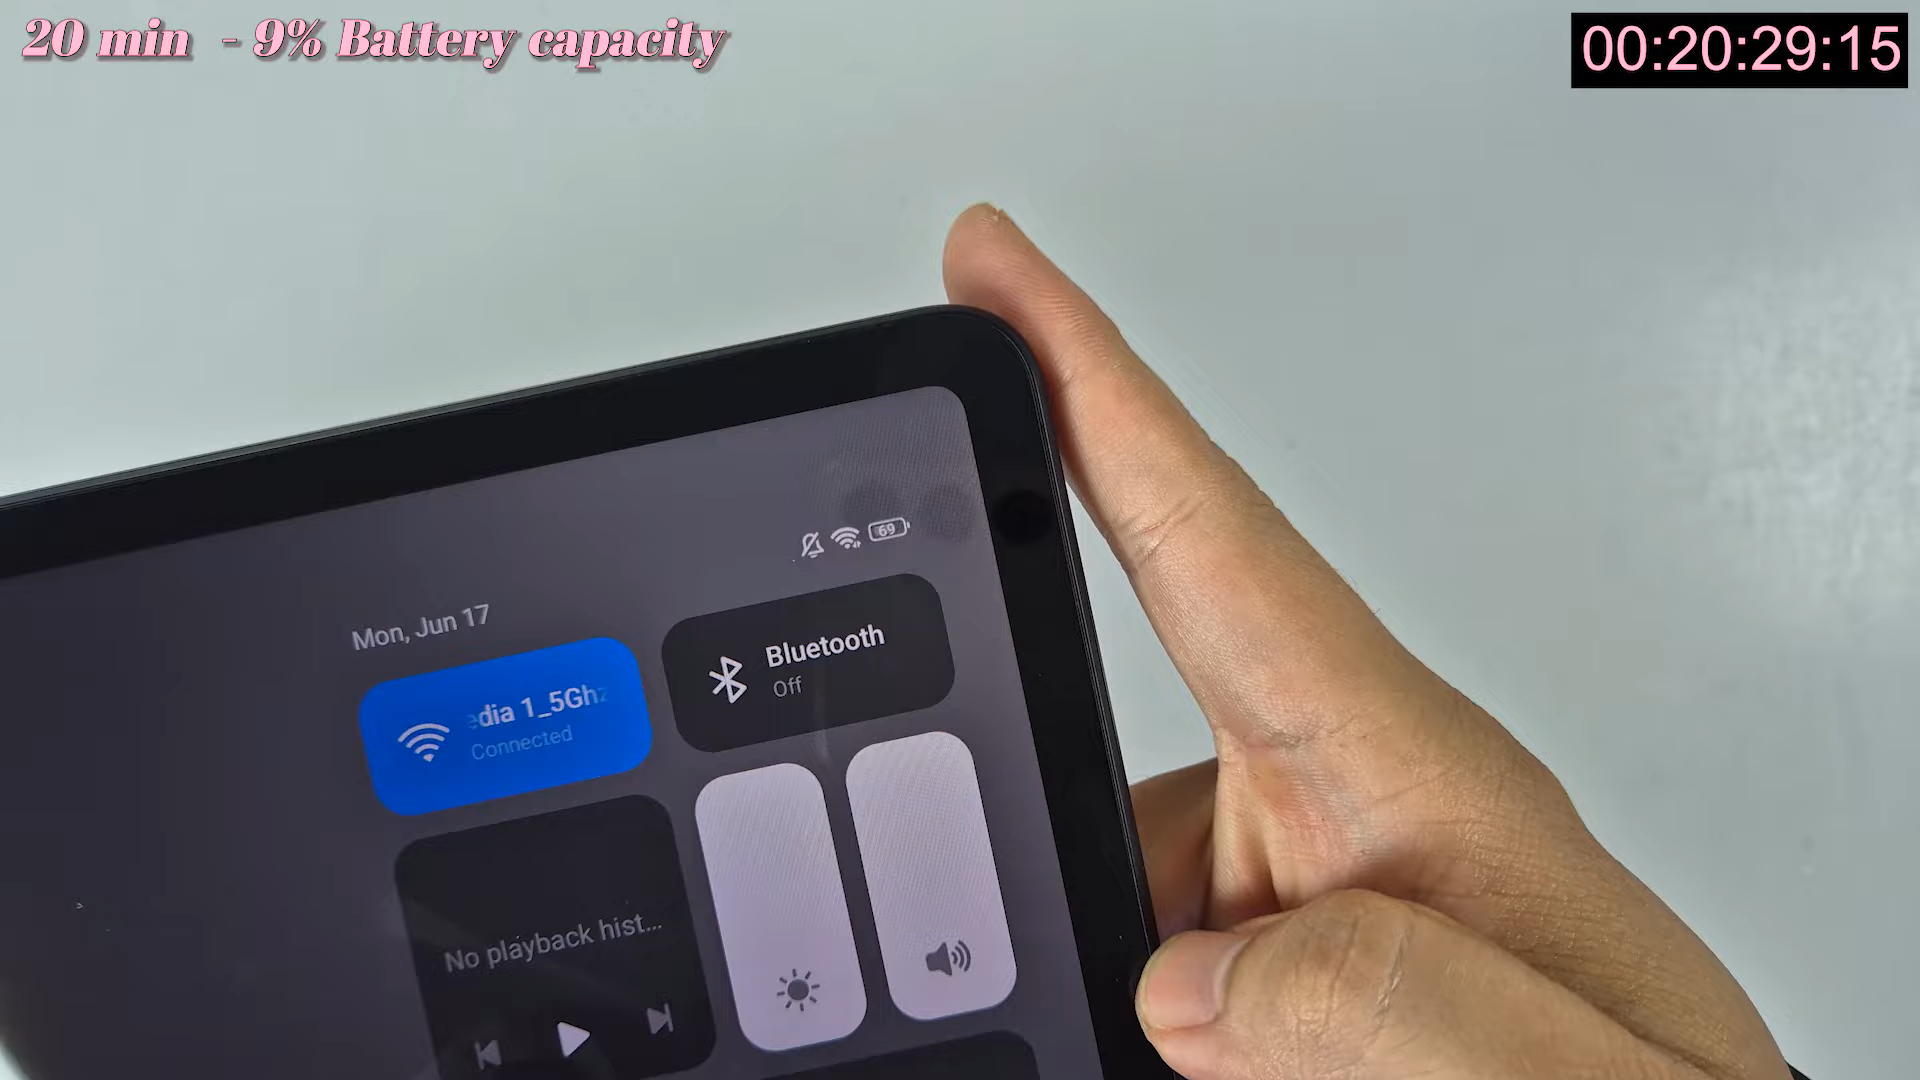 20 min - 9% Battery capacity
00:20:29:15
69
Mon, Jun 17
edia 1_5Ghz
Connected
Bluetooth
Off
No playback hist...